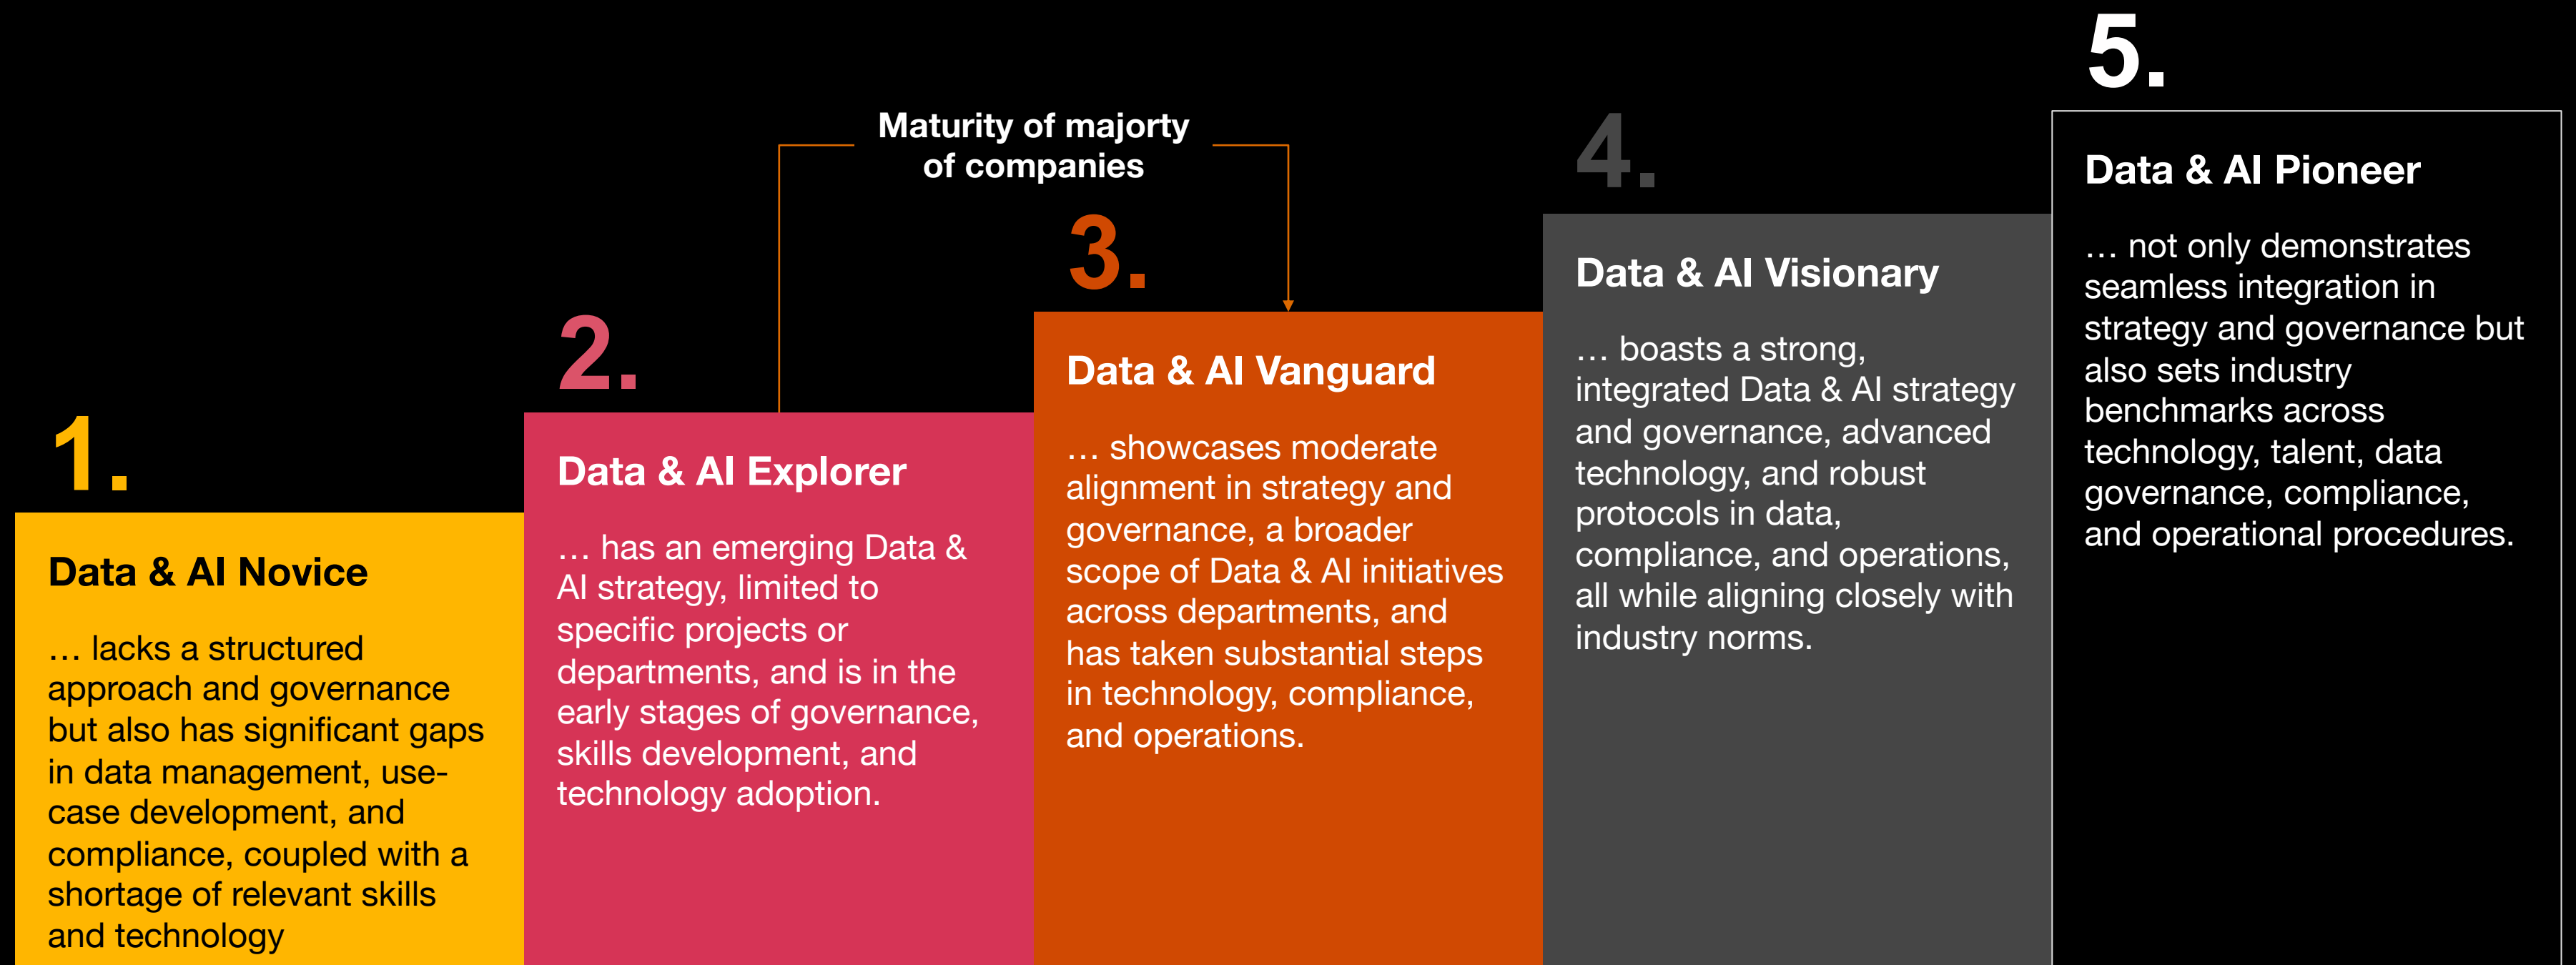 1.
Data & AI Novice
… lacks a structured
approach and governance
but also has significant gaps
in data management, use-
case development, and
compliance, coupled with a
shortage of relevant skills
and technology
2.
Data & AI Explorer
… has an emerging Data &
AI strategy, limited to
specific projects or
departments, and is in the
early stages of governance,
skills development, and
technology adoption.
Maturity of majorty
of companies
3.
Data & AI Vanguard
… showcases moderate
alignment in strategy and
governance, a broader
scope of Data & AI initiatives
across departments, and
has taken substantial steps
in technology, compliance,
and operations.
4.
Data & AI Visionary
… boasts a strong,
integrated Data & AI strategy
and governance, advanced
technology, and robust
protocols in data,
compliance, and operations,
all while aligning closely with
industry norms.
5.
Data & AI Pioneer
… not only demonstrates
seamless integration in
strategy and governance but
also sets industry
benchmarks across
technology, talent, data
governance, compliance,
and operational procedures.